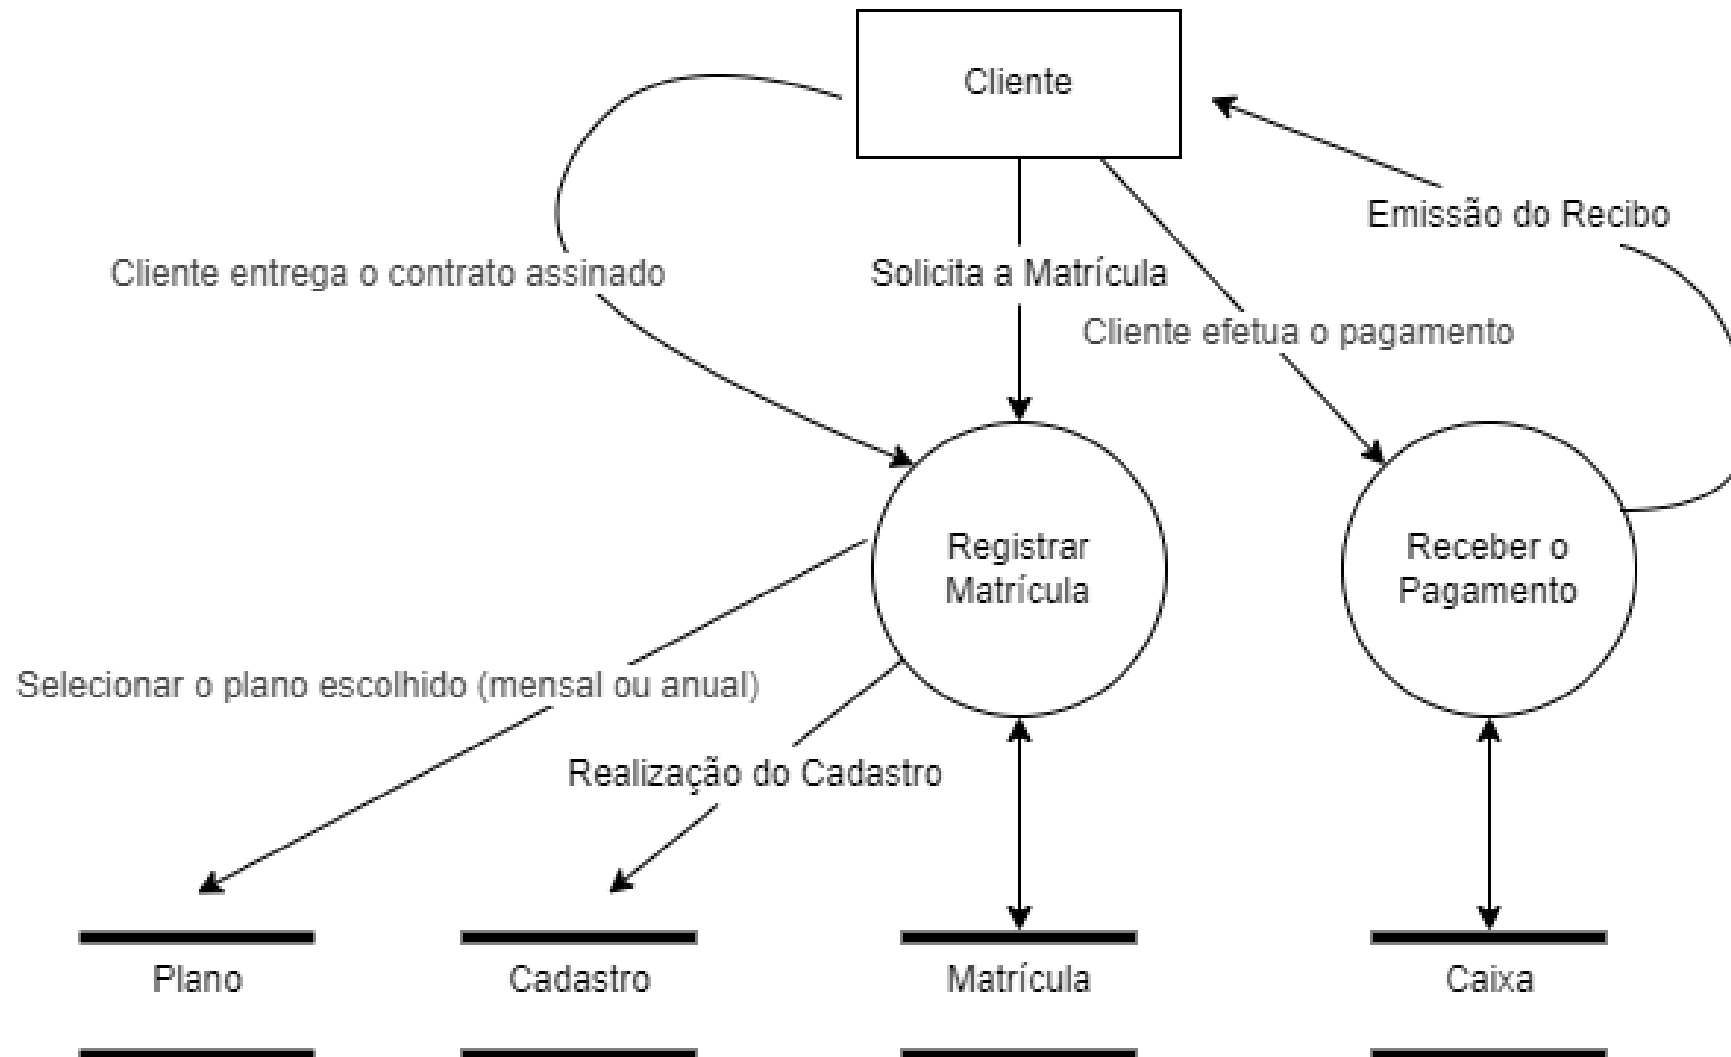 Cliente
Emissão do Recibo
Cliente entrega o contrato assinado
Solicita a Matrícula
Cliente efetua o pagamento
Registrar
Matrícula
Receber o
Pagamento
Selecionar o plano escolhido (mensal ou anual)
Realização do Cadastro
Plano
Cadastro
Matrícula
Caixa